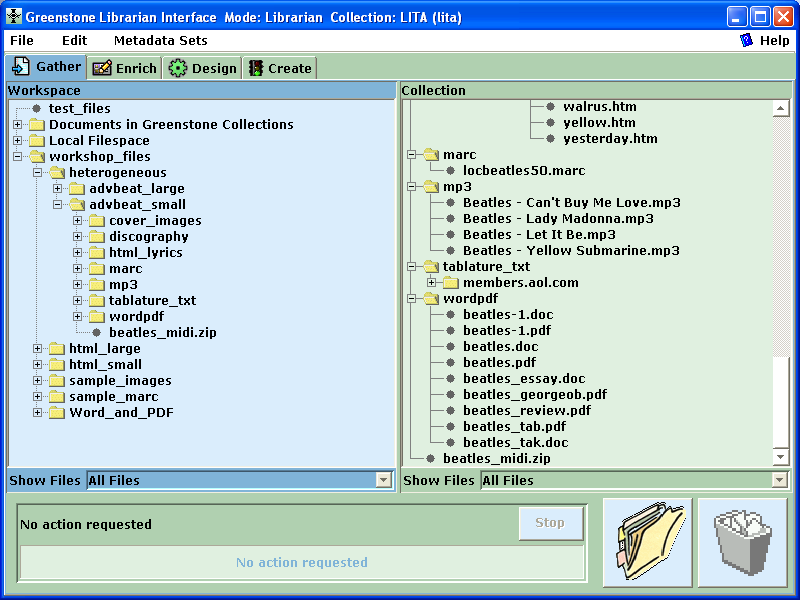 Greenstone Librarian Interface  Mode: Librarian  Collection: LITA (lita)
File Edit Metadata Sets Help
Gather Enrich Design Create
Workspace
test_files
Documents in Greenstone Collections
Local Filespace
workshop_files
heterogeneous
advbeat_large
advbeat_small
cover_images
discography
html_lyrics
marc
mp3
tablature_txt
wordpdf
beatles_midi.zip
html_large
html_small
sample_images
sample_marc
Word_and_PDF
Show Files All Files
Collection
walrus.htm
yellow.htm
yesterday.htm
marc
locbeatles50.marc
mp3
Beatles - Can't Buy Me Love.mp3
Beatles - Lady Madonna.mp3
Beatles - Let It Be.mp3
Beatles - Yellow Submarine.mp3
tablature_txt
members.aol.com
wordpdf
beatles-1.doc
beatles-1.pdf
beatles.doc
beatles.pdf
beatles_essay.doc
beatles_georgeob.pdf
beatles_review.pdf
beatles_tab.pdf
beatles_tak.doc
beatles_midi.zip
Show Files All Files
No action requested
Stop
No action requested